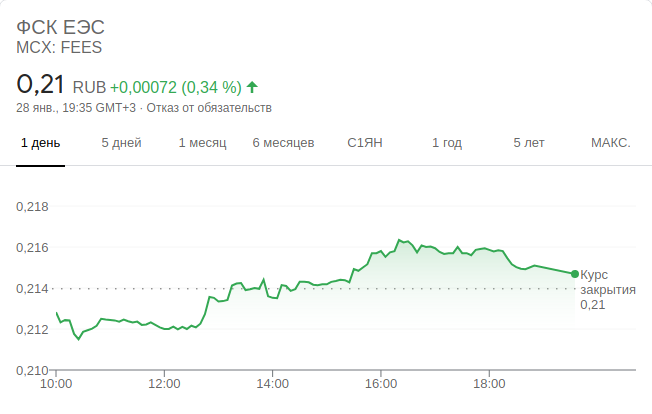 ФСК ЕЭС
MCX: FEES
0,21 RUB +0,00072 (0,34 %)
28 янв., 19:35 GMT+3 · Отказ от обязательств
1 день 5 дней 1 месяц 6 месяцев С1ЯН 1 год 5 лет МАКС.
0,218
0,216
0,214
0,212
0,210
Курс
закрытия
0,21
10:00 12:00 14:00 16:00 18:00